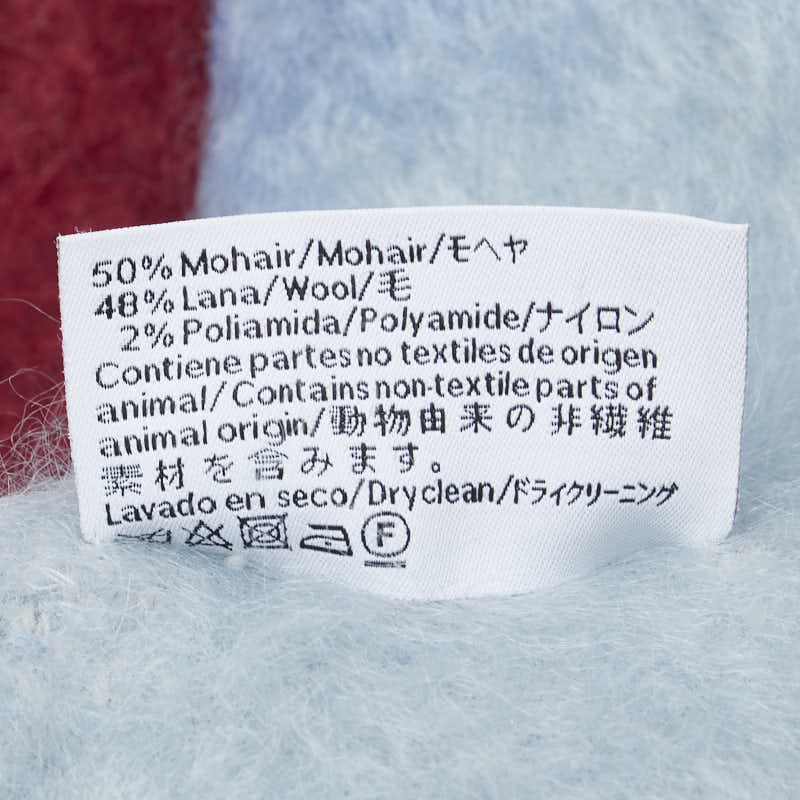 50% Mohair/Mohair/モヘヤ
48% Lana/Wool/毛
2% Poliamida/Polyamide/ナイロン
Contiene partes no textiles de origen
animal/Contains non-textile parts of
animal origin/動物由来の非繊維
素材を含みます。
Lavado en seco/Dryclean/ドライクリーニング
F